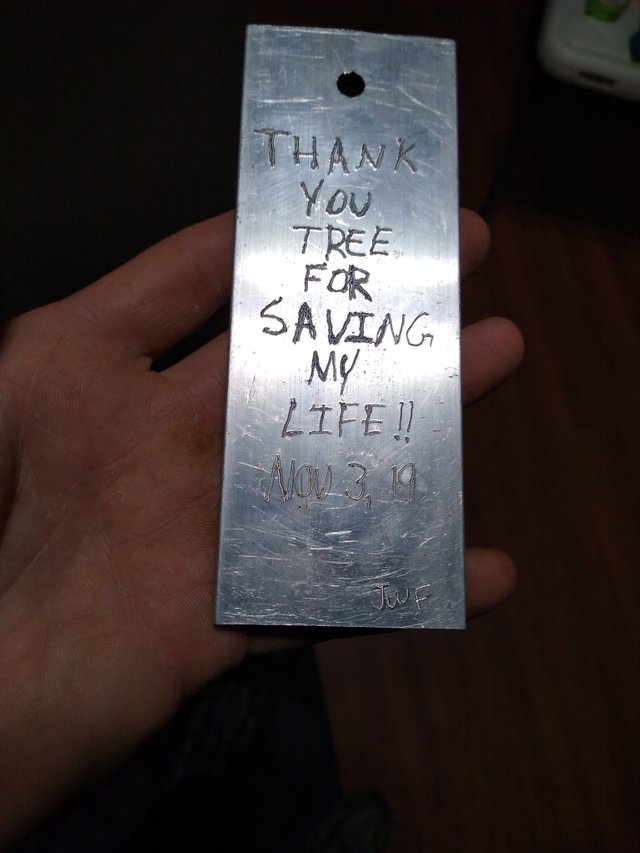 THANK
YOU
TREE
FOR
SAVING
MY
LIFE!!
NOV 3, 19
JWF